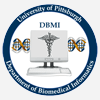 University of Pittsburgh
DBMI
Department of Biomedical Informatics